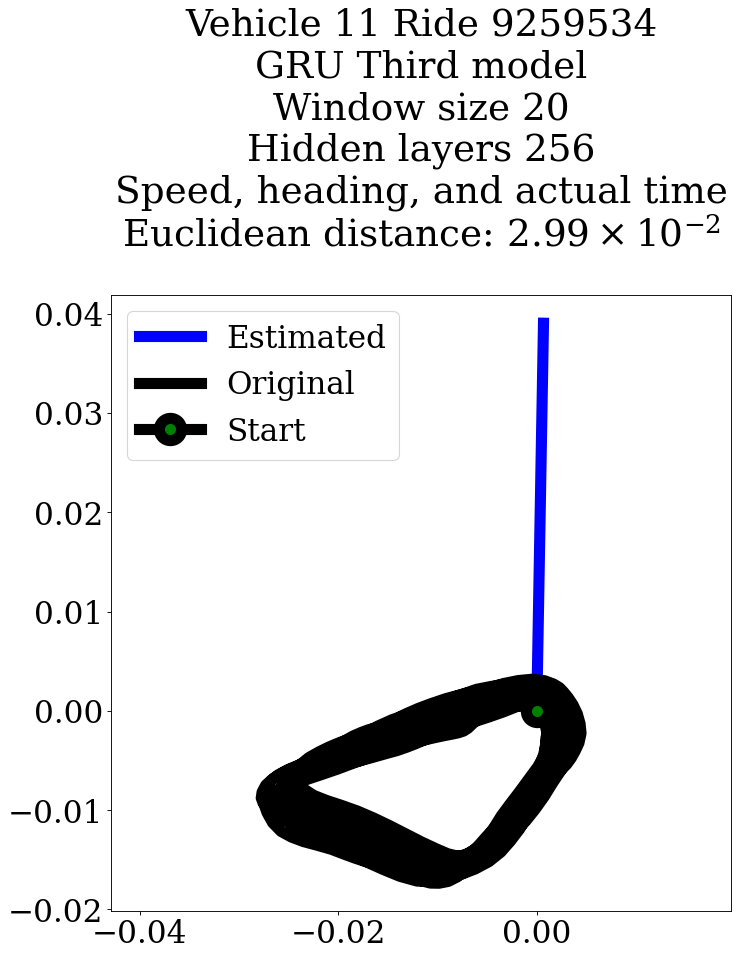 Vehicle 11 Ride 9259534
GRU Third model
Window size 20
Hidden layers 256
Speed, heading, and actual time
Euclidean distance: 2.99 × 10⁻²
Estimated
Original
Start
0.04
0.03
0.02
0.01
0.00
−0.01
−0.02
−0.04
−0.02
0.00